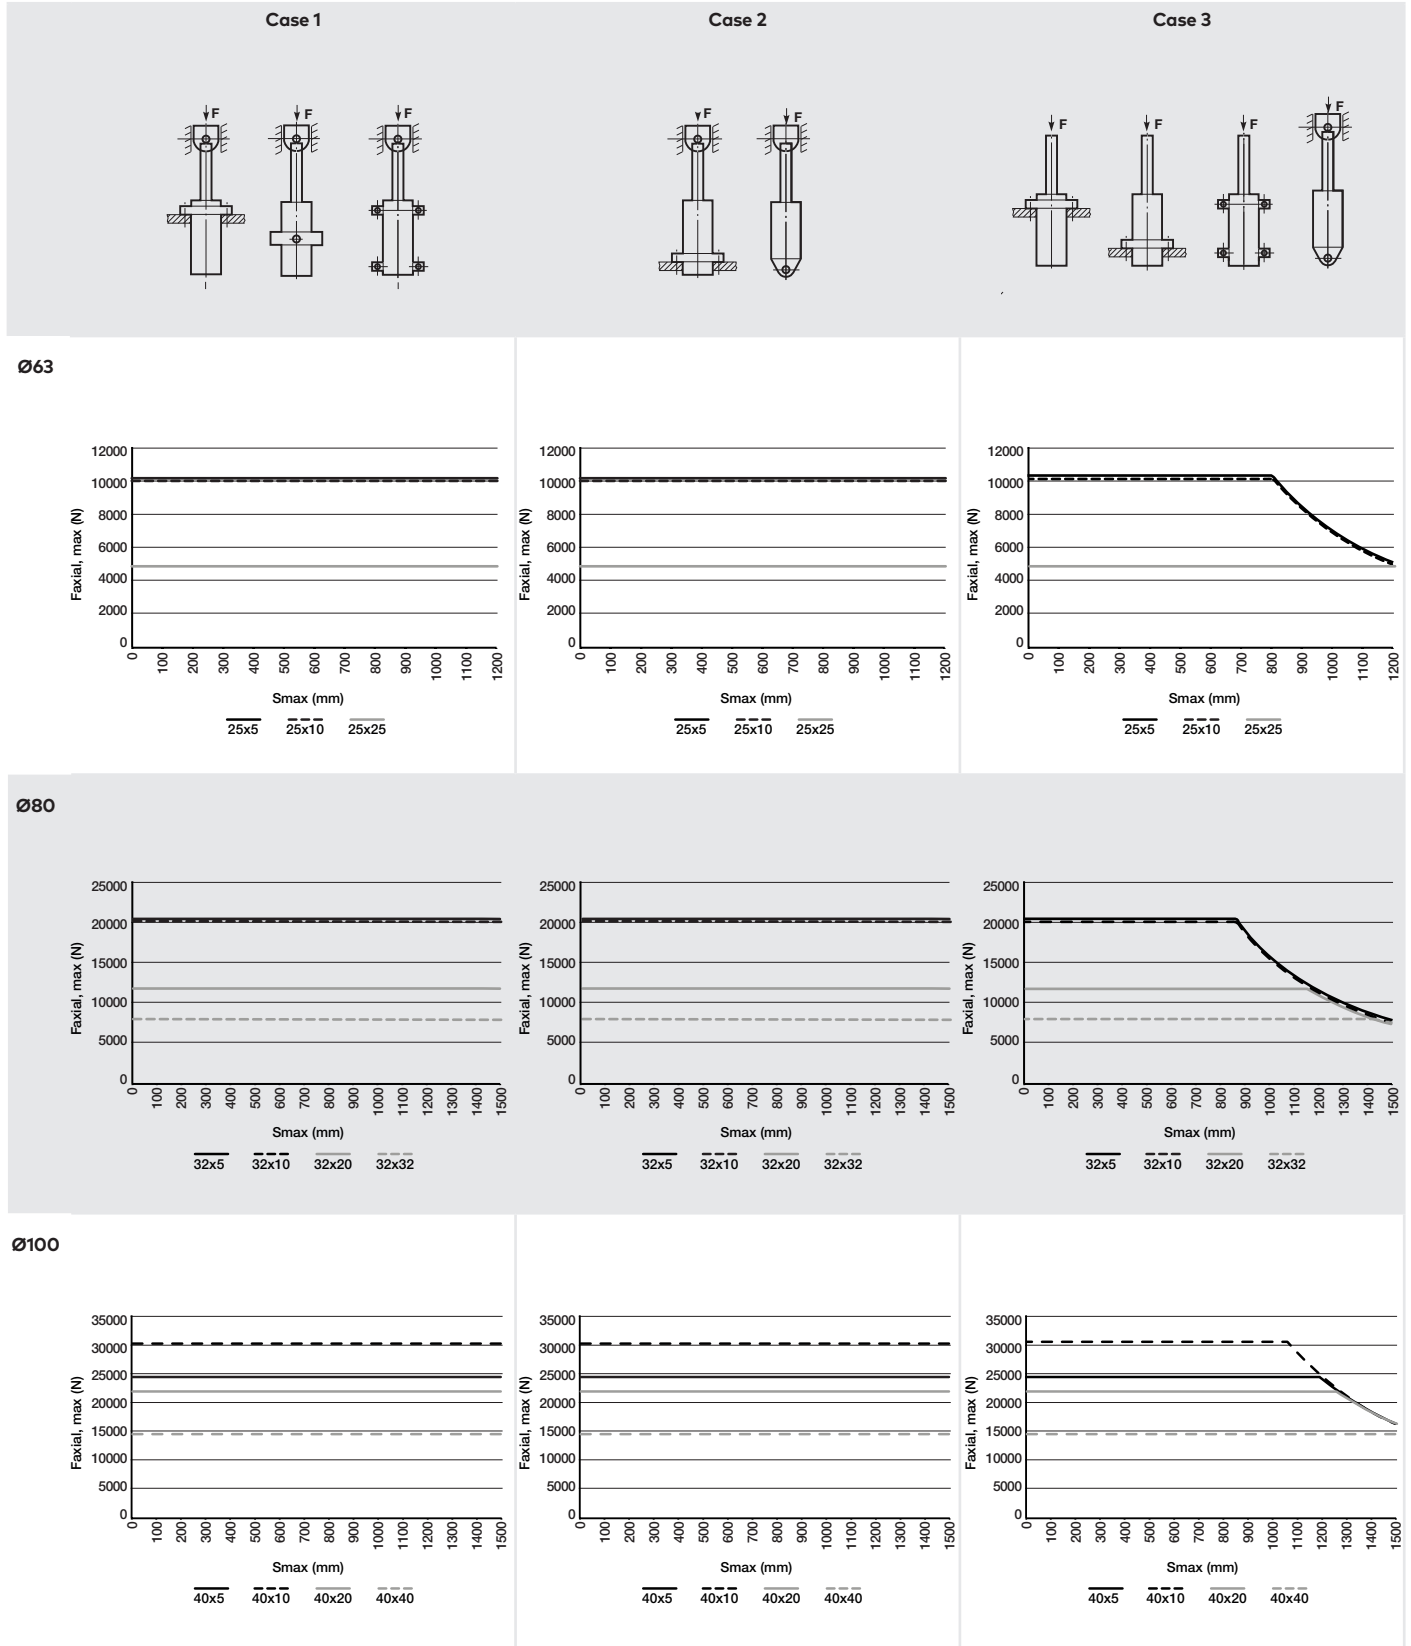 Case 1
Case 2
Case 3
F F F
F F
F F F F
Ø63
12000
10000
8000
6000
4000
2000
0
Faxial, max (N)
0 100 200 300 400 500 600 700 800 900 1000 1100 1200
Smax (mm)
25x5 25x10 25x25
12000
10000
8000
6000
4000
2000
0
Faxial, max (N)
0 100 200 300 400 500 600 700 800 900 1000 1100 1200
Smax (mm)
25x5 25x10 25x25
12000
10000
8000
6000
4000
2000
0
Faxial, max (N)
0 100 200 300 400 500 600 700 800 900 1000 1100 1200
Smax (mm)
25x5 25x10 25x25
Ø80
25000
20000
15000
10000
5000
0
Faxial, max (N)
0 100 200 300 400 500 600 700 800 900 1000 1100 1200 1300 1400 1500
Smax (mm)
32x5 32x10 32x20 32x32
25000
20000
15000
10000
5000
0
Faxial, max (N)
0 100 200 300 400 500 600 700 800 900 1000 1100 1200 1300 1400 1500
Smax (mm)
32x5 32x10 32x20 32x32
25000
20000
15000
10000
5000
0
Faxial, max (N)
0 100 200 300 400 500 600 700 800 900 1000 1100 1200 1300 1400 1500
Smax (mm)
32x5 32x10 32x20 32x32
Ø100
35000
30000
25000
20000
15000
10000
5000
0
Faxial, max (N)
0 100 200 300 400 500 600 700 800 900 1000 1100 1200 1300 1400 1500
Smax (mm)
40x5 40x10 40x20 40x40
35000
30000
25000
20000
15000
10000
5000
0
Faxial, max (N)
0 100 200 300 400 500 600 700 800 900 1000 1100 1200 1300 1400 1500
Smax (mm)
40x5 40x10 40x20 40x40
35000
30000
25000
20000
15000
10000
5000
0
Faxial, max (N)
0 100 200 300 400 500 600 700 800 900 1000 1100 1200 1300 1400 1500
Smax (mm)
40x5 40x10 40x20 40x40